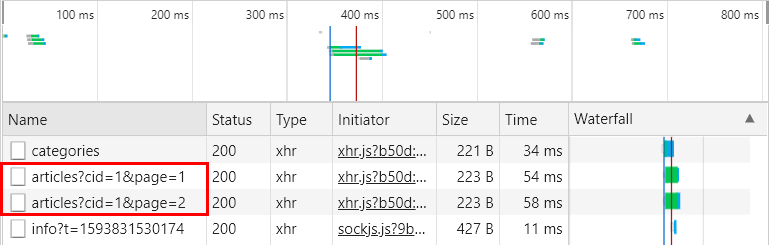 100 ms 200 ms 300 ms 400 ms 500 ms 600 ms 700 ms 800 ms
Name Status Type Initiator Size Time Waterfall
categories 200 xhr xhr.js?b50d:... 221 B 34 ms
articles?cid=1&page=1 200 xhr xhr.js?b50d:... 223 B 54 ms
articles?cid=1&page=2 200 xhr xhr.js?b50d:... 223 B 58 ms
info?t=1593831530174 200 xhr sockjs.js?9b... 427 B 11 ms